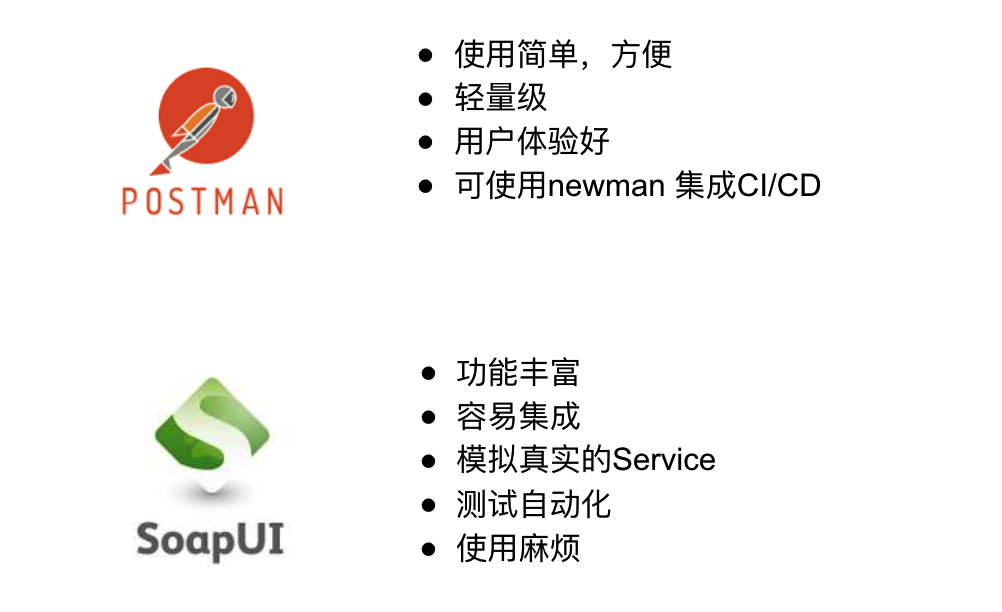 POSTMAN
● 使用简单，方便
● 轻量级
● 用户体验好
● 可使用newman 集成CI/CD
SoapUI
● 功能丰富
● 容易集成
● 模拟真实的Service
● 测试自动化
● 使用麻烦